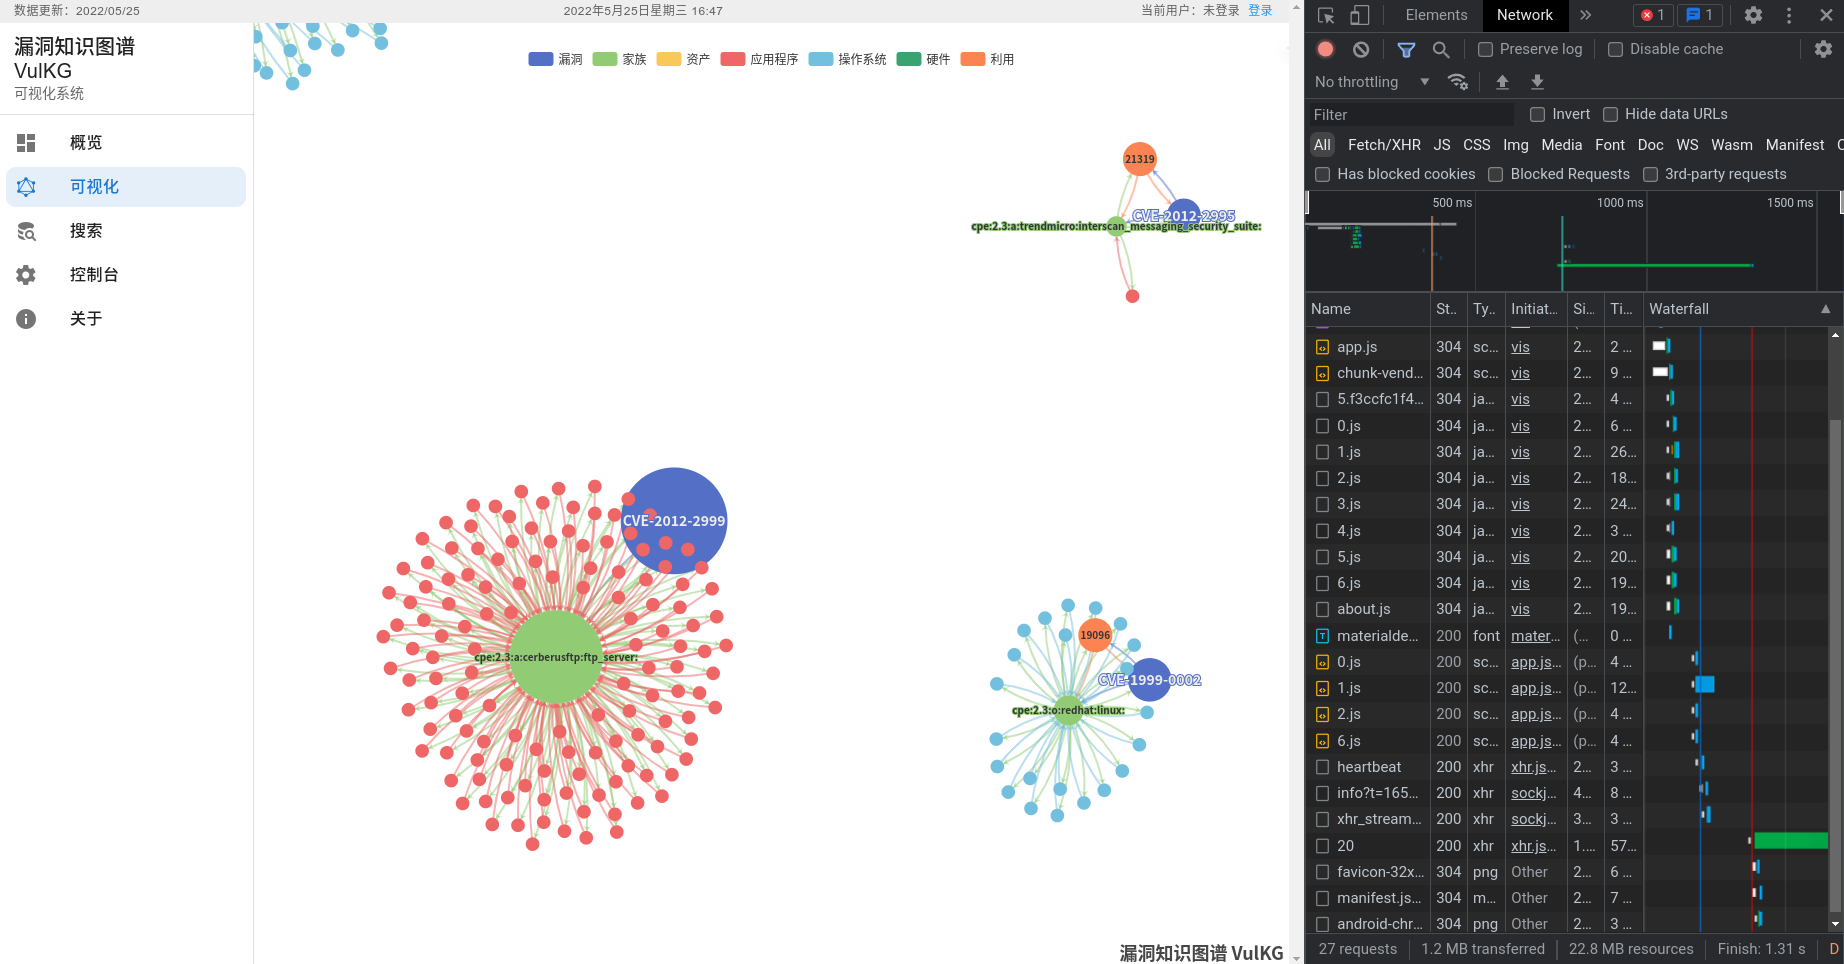 数据更新：2022/05/25
2022年5月25日星期三 16:47
当前用户：未登录 登录
漏洞知识图谱
VulKG
可视化系统
概览
可视化
搜索
控制台
关于
漏洞 家族 资产 应用程序 操作系统 硬件 利用
21319
CVE-2012-2995
cpe:2.3:a:trendmicro:interscan_messaging_security_suite:
CVE-2012-2999
cpe:2.3:a:cerberusftp:ftp_server:
19096
CVE-1999-0002
cpe:2.3:o:redhat:linux:
漏洞知识图谱 VulKG
Elements Network 1 1
Preserve log Disable cache
No throttling
Filter Invert Hide data URLs
All Fetch/XHR JS CSS Img Media Font Doc WS Wasm Manifest
Has blocked cookies Blocked Requests 3rd-party requests
500 ms 1000 ms 1500 ms
Name St.. Ty.. Initiat... Si... Ti... Waterfall
app.js 304 sc... vis 2... 2 ...
chunk-vend... 304 sc... vis 2... 9 ...
5.f3ccfc1f4... 304 ja... vis 2... 4 ...
0.js 304 ja... vis 2... 6 ...
1.js 304 ja... vis 2... 26...
2.js 304 ja... vis 2... 18...
3.js 304 ja... vis 2... 24...
4.js 304 ja... vis 2... 3 ...
5.js 304 ja... vis 2... 20...
6.js 304 ja... vis 2... 19...
about.js 304 ja... vis 2... 19...
materialde... 200 font mater... (... 0 ...
0.js 200 sc... app.js... (p... 4 ...
1.js 200 sc... app.js... (p... 12...
2.js 200 sc... app.js... (p... 4 ...
6.js 200 sc... app.js... (p... 4 ...
heartbeat 200 xhr xhr.js... 2... 3 ...
info?t=165... 200 xhr sockj... 4... 8 ...
xhr_stream... 200 xhr sockj... 3... 3 ...
20 200 xhr xhr.js... 1.... 57...
favicon-32x... 304 png Other 2... 6 ...
manifest.js... 304 m... Other 2... 7 ...
android-chr... 304 png Other 2... 3 ...
27 requests 1.2 MB transferred 22.8 MB resources Finish: 1.31 s D